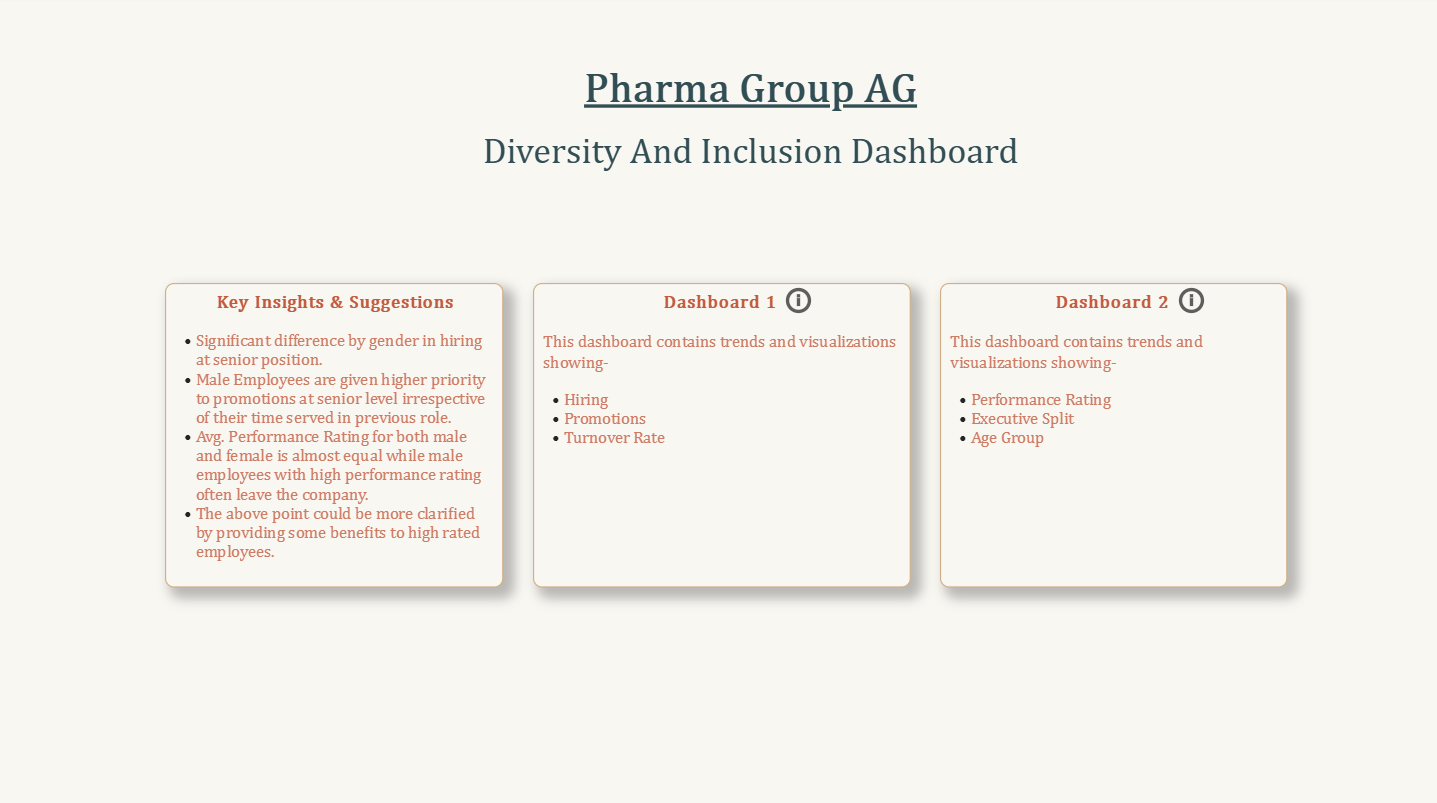 Pharma Group AG
Diversity And Inclusion Dashboard
Key Insights & Suggestions
• Significant difference by gender in hiring
at senior position.
• Male Employees are given higher priority
to promotions at senior level irrespective
of their time served in previous role.
• Avg. Performance Rating for both male
and female is almost equal while male
employees with high performance rating
often leave the company.
• The above point could be more clarified
by providing some benefits to high rated
employees.
Dashboard 1
This dashboard contains trends and visualizations
showing-
• Hiring
• Promotions
• Turnover Rate
Dashboard 2
This dashboard contains trends and
visualizations showing-
• Performance Rating
• Executive Split
• Age Group